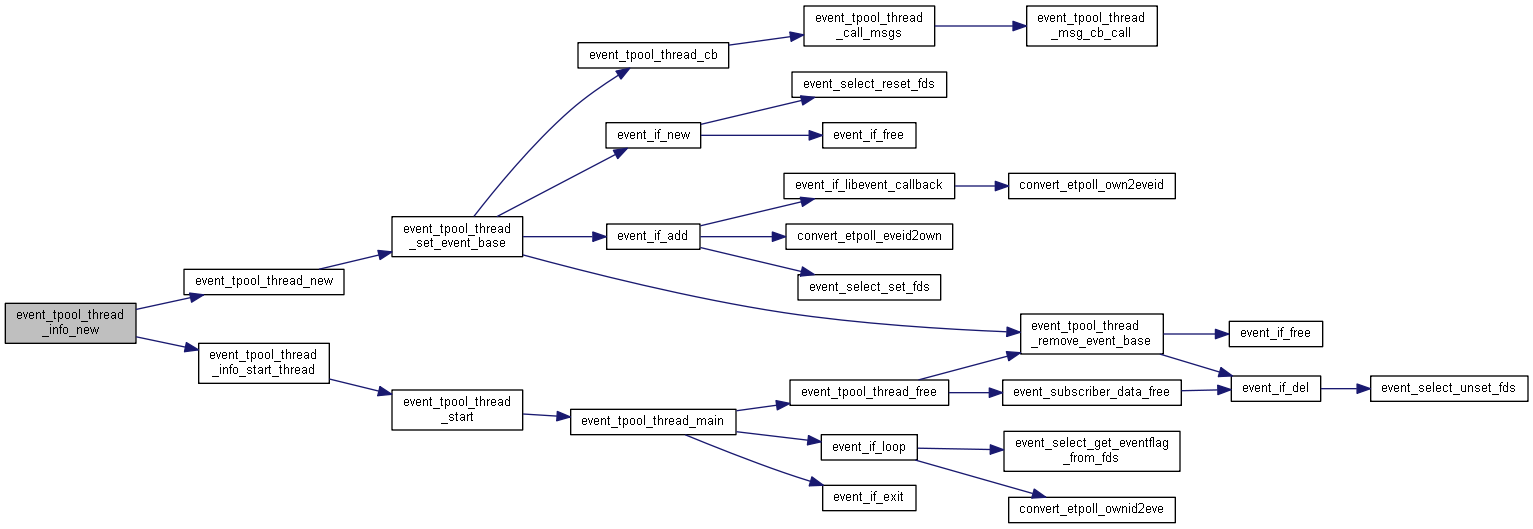 event_tpool_thread
_info_new
event_tpool_thread_new
event_tpool_thread
_info_start_thread
event_tpool_thread
_set_event_base
event_tpool_thread
_start
event_tpool_thread_cb
event_if_new
event_if_add
event_tpool_thread_main
event_tpool_thread
_call_msgs
event_select_reset_fds
event_if_free
event_if_libevent_callback
convert_etpoll_eveid2own
event_select_set_fds
event_tpool_thread_free
event_if_loop
event_if_exit
event_tpool_thread
_msg_cb_call
convert_etpoll_own2eveid
event_tpool_thread
_remove_event_base
event_subscriber_data_free
event_select_get_eventflag
_from_fds
convert_etpoll_ownid2eve
event_if_free
event_if_del
event_select_unset_fds